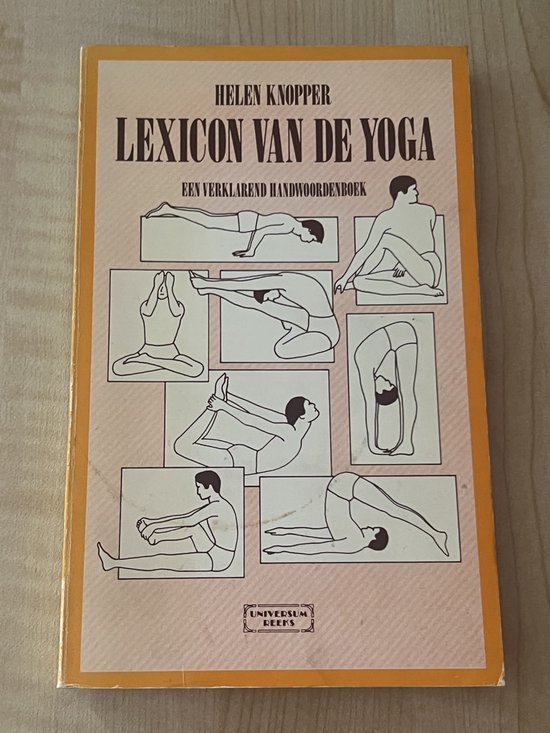 HELEN KNOPPER
LEXICON VAN DE YOGA
EEN VERKLAREND HANDWOORDENBOEK
UNIVERSUM
REEKS